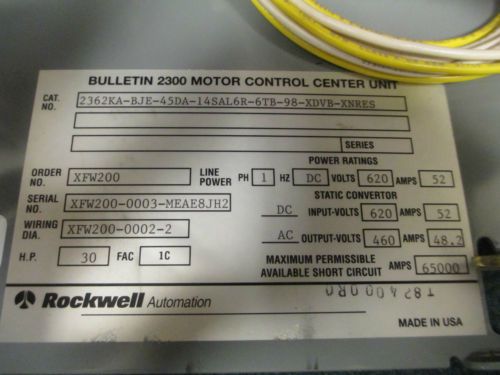 BULLETIN 2300 MOTOR CONTROL CENTER UNIT
CAT. NO. 2362KA-BJE-45DA-14SAL6R-6TB-98-XDVB-XNRES
SERIES
POWER RATINGS
ORDER NO. XFW200 LINE POWER PH 1 HZ DC VOLTS 620 AMPS 52
SERIAL NO. XFW200-0003-MEAE8JH2 STATIC CONVERTOR
DC INPUT-VOLTS 620 AMPS 52
WIRING DIA. XFW200-0002-2 AC OUTPUT-VOLTS 460 AMPS 48.2
H.P. 30 FAC 1C MAXIMUM PERMISSIBLE AVAILABLE SHORT CIRCUIT AMPS 65000
Rockwell Automation
MADE IN USA